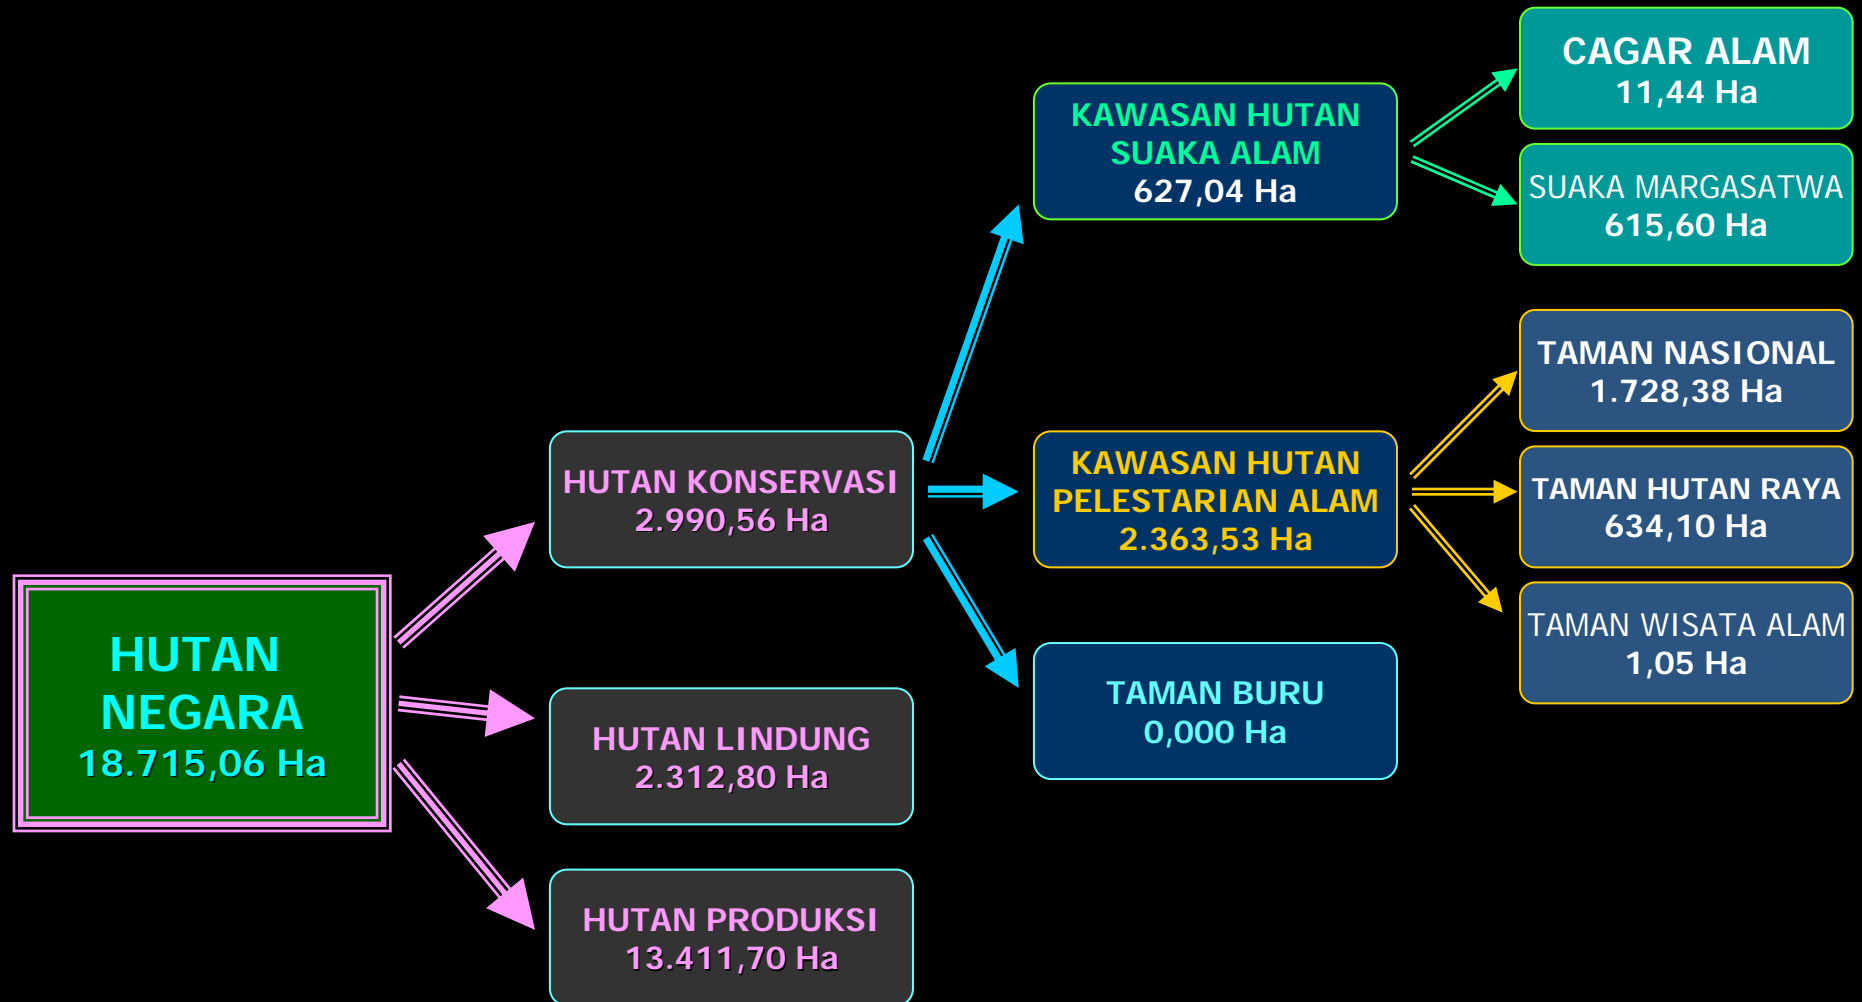 HUTAN
NEGARA
18.715,06 Ha
HUTAN KONSERVASI
2.990,56 Ha
HUTAN LINDUNG
2.312,80 Ha
HUTAN PRODUKSI
13.411,70 Ha
KAWASAN HUTAN
SUAKA ALAM
627,04 Ha
KAWASAN HUTAN
PELESTARIAN ALAM
2.363,53 Ha
TAMAN BURU
0,000 Ha
CAGAR ALAM
11,44 Ha
SUAKA MARGASATWA
615,60 Ha
TAMAN NASIONAL
1.728,38 Ha
TAMAN HUTAN RAYA
634,10 Ha
TAMAN WISATA ALAM
1,05 Ha